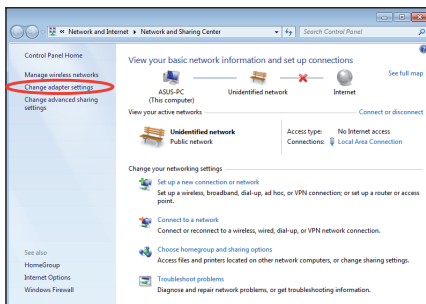 « Network and Internet ▸ Network and Sharing Center
Search Control Panel
Control Panel Home
Manage wireless networks
Change adapter settings
Change advanced sharing
settings
See also
HomeGroup
Internet Options
Windows Firewall
View your basic network information and set up connections
See full map
ASUS-PC
(This computer)
Unidentified network
Internet
View your active networks
Connect or disconnect
Unidentified network
Public network
Access type: No Internet access
Connections: Local Area Connection
Change your networking settings
Set up a new connection or network
Set up a wireless, broadband, dial-up, ad hoc, or VPN connection; or set up a router or access
point.
Connect to a network
Connect or reconnect to a wireless, wired, dial-up, or VPN network connection.
Choose homegroup and sharing options
Access files and printers located on other network computers, or change sharing settings.
Troubleshoot problems
Diagnose and repair network problems, or get troubleshooting information.